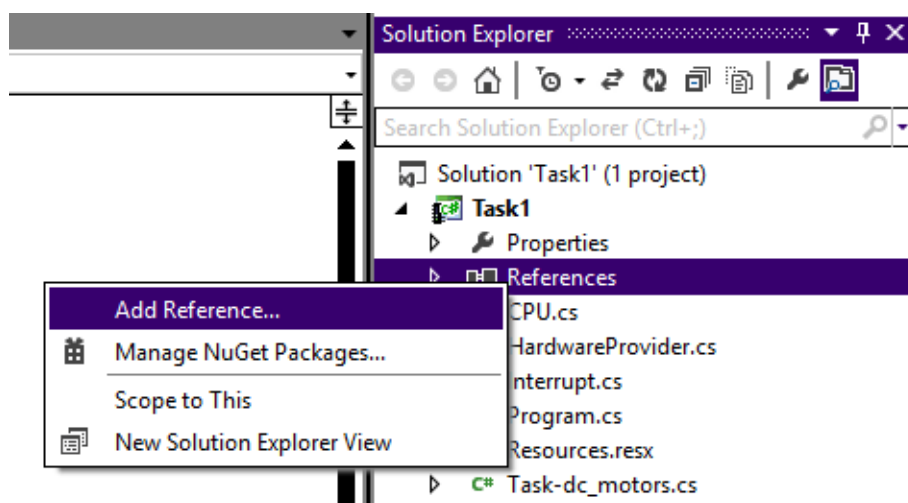 Solution Explorer
Search Solution Explorer (Ctrl+;)
Solution 'Task1' (1 project)
C# Task1
Properties
References
Add Reference...
CPU.cs
Manage NuGet Packages...
HardwareProvider.cs
Interrupt.cs
Scope to This
Program.cs
New Solution Explorer View
Resources.resx
C# Task-dc_motors.cs